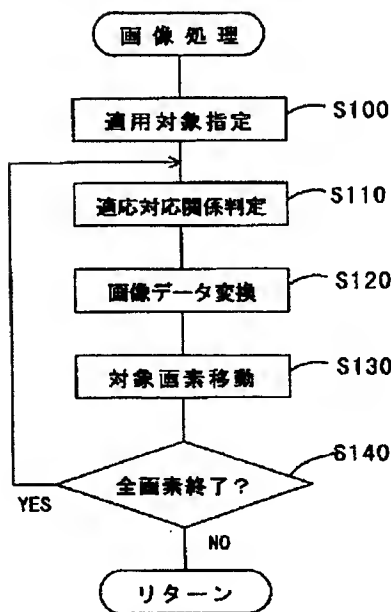 画像処理
適用対象指定
S100
適応対応関係判定
S110
画像データ変換
S120
対象画素移動
S130
全画素終了?
S140
YES
NO
リターン